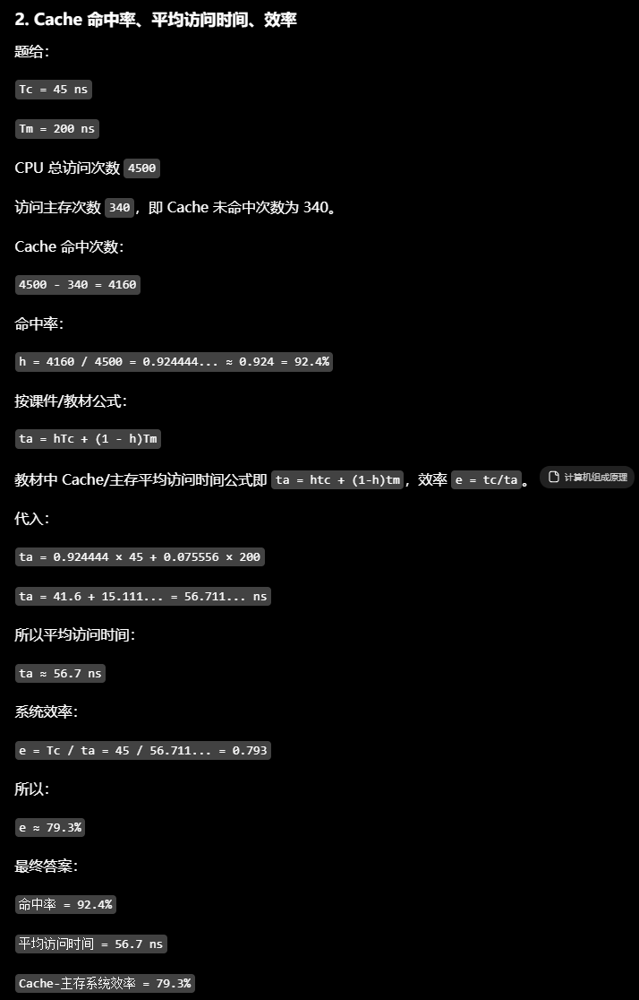 2. Cache 命中率、平均访问时间、效率
题给：
Tc = 45 ns
Tm = 200 ns
CPU 总访问次数 4500
访问主存次数 340，即 Cache 未命中次数为 340。
Cache 命中次数：
4500 - 340 = 4160
命中率：
h = 4160 / 4500 = 0.924444... ≈ 0.924 = 92.4%
按课件/教材公式：
ta = hTc + (1 - h)Tm
教材中 Cache/主存平均访问时间公式即 ta = htc + (1-h)tm，效率 e = tc/ta。 计算机组成原理
代入：
ta = 0.924444 × 45 + 0.075556 × 200
ta = 41.6 + 15.111... = 56.711... ns
所以平均访问时间：
ta ≈ 56.7 ns
系统效率：
e = Tc / ta = 45 / 56.711... = 0.793
所以：
e ≈ 79.3%
最终答案：
命中率 = 92.4%
平均访问时间 = 56.7 ns
Cache-主存系统效率 = 79.3%